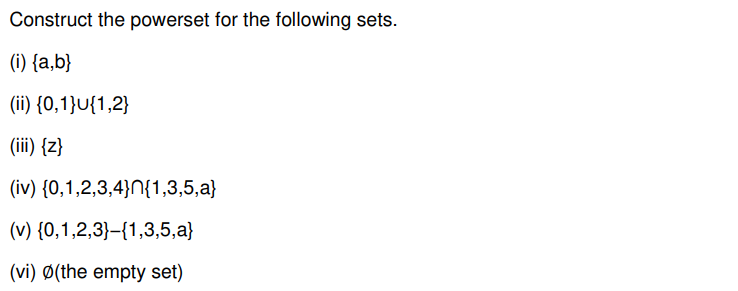 Construct the powerset for the following sets.
(i) {a,b}
(ii) {0,1}∪{1,2}
(iii) {z}
(iv) {0,1,2,3,4}∩{1,3,5,a}
(v) {0,1,2,3}−{1,3,5,a}
(vi) ∅(the empty set)